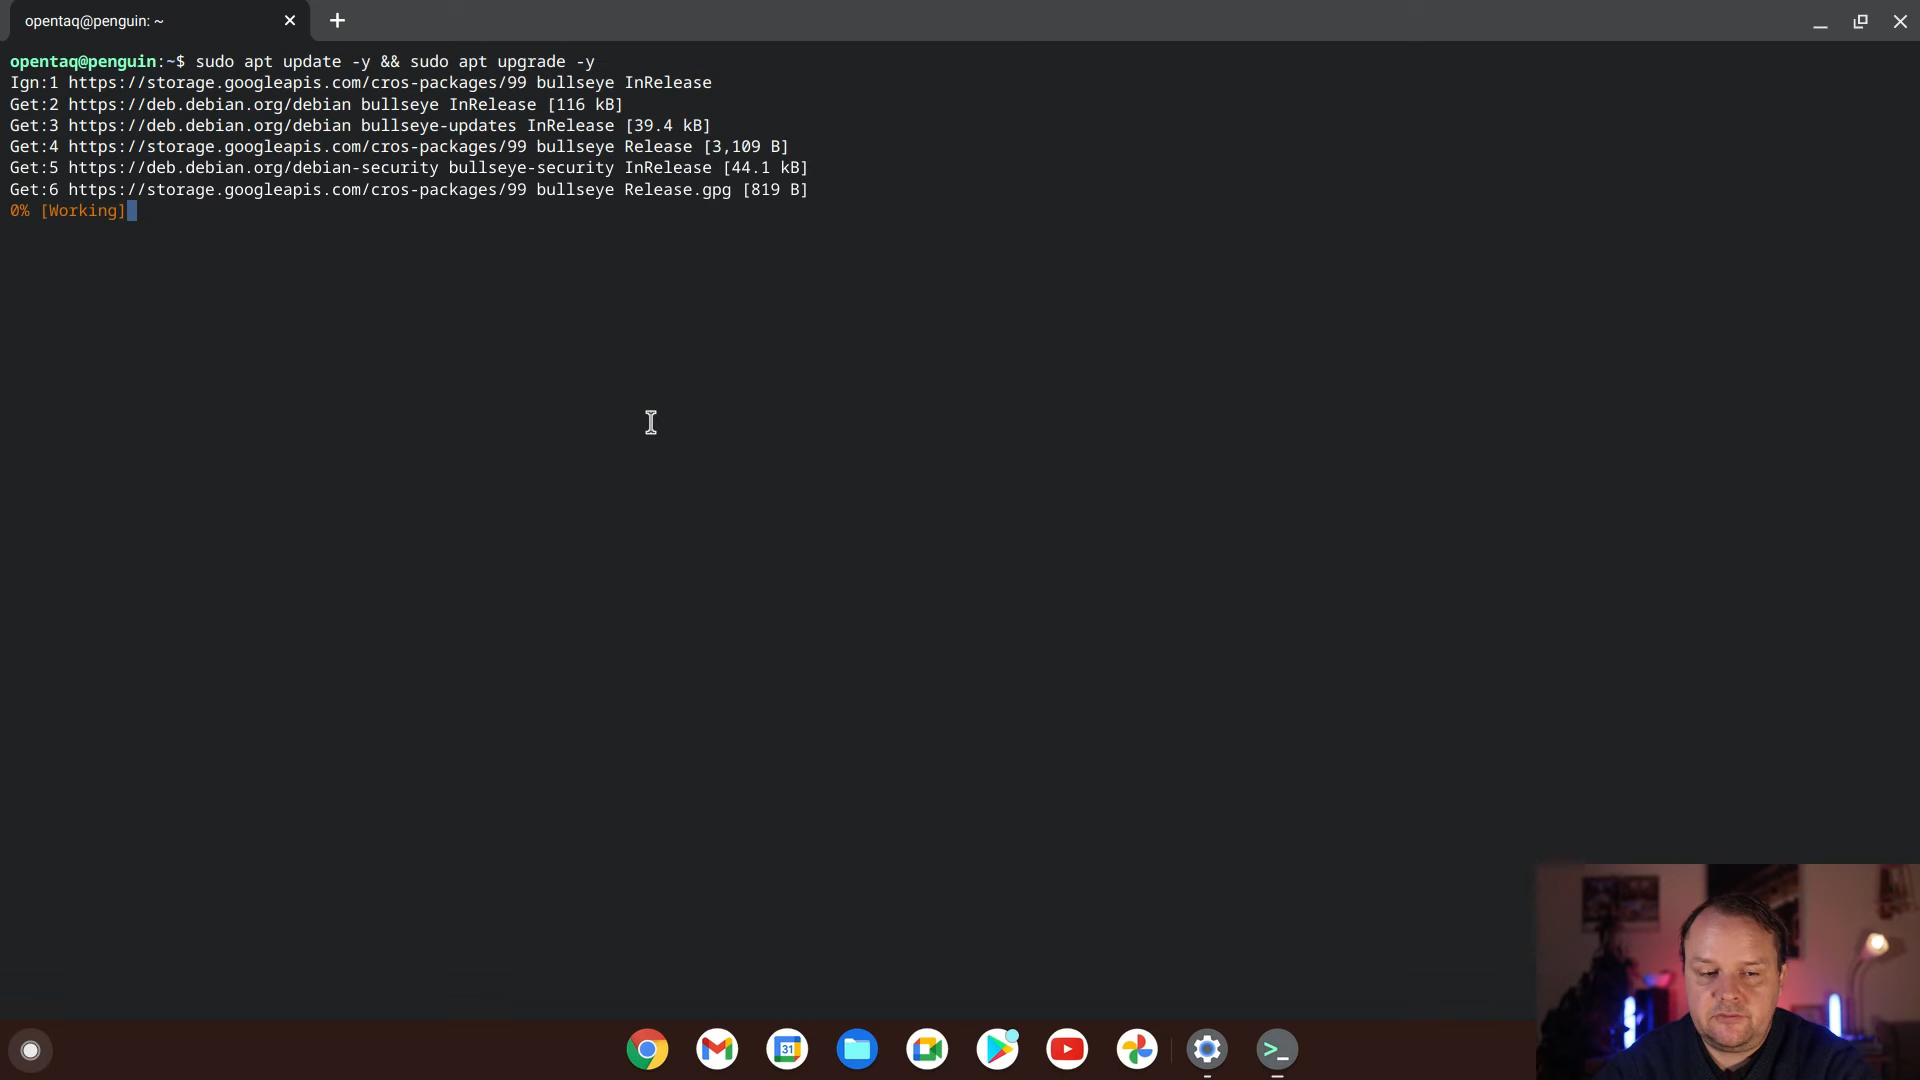 opentaq@penguin: ~
opentaq@penguin:~$ sudo apt update -y && sudo apt upgrade -y
Ign:1 https://storage.googleapis.com/cros-packages/99 bullseye InRelease
Get:2 https://deb.debian.org/debian bullseye InRelease [116 kB]
Get:3 https://deb.debian.org/debian bullseye-updates InRelease [39.4 kB]
Get:4 https://storage.googleapis.com/cros-packages/99 bullseye Release [3,109 B]
Get:5 https://deb.debian.org/debian-security bullseye-security InRelease [44.1 kB]
Get:6 https://storage.googleapis.com/cros-packages/99 bullseye Release.gpg [819 B]
0% [Working]
31